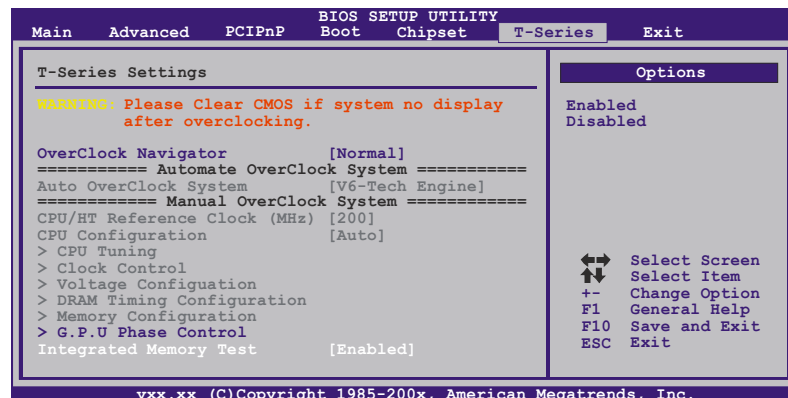 BIOS SETUP UTILITY
Main Advanced PCIPnP Boot Chipset T-Series Exit
T-Series Settings
WARNING: Please Clear CMOS if system no display
after overclocking.
OverClock Navigator [Normal]
=========== Automate OverClock System ===========
Auto OverClock System [V6-Tech Engine]
============ Manual OverClock System ============
CPU/HT Reference Clock (MHz) [200]
CPU Configuration [Auto]
> CPU Tuning
> Clock Control
> Voltage Configuation
> DRAM Timing Configuration
> Memory Configuration
> G.P.U Phase Control
Integrated Memory Test [Enabled]
Options
Enabled
Disabled
Select Screen
Select Item
+- Change Option
F1 General Help
F10 Save and Exit
ESC Exit
vxx.xx (C)Copyright 1985-200x, American Megatrends, Inc.